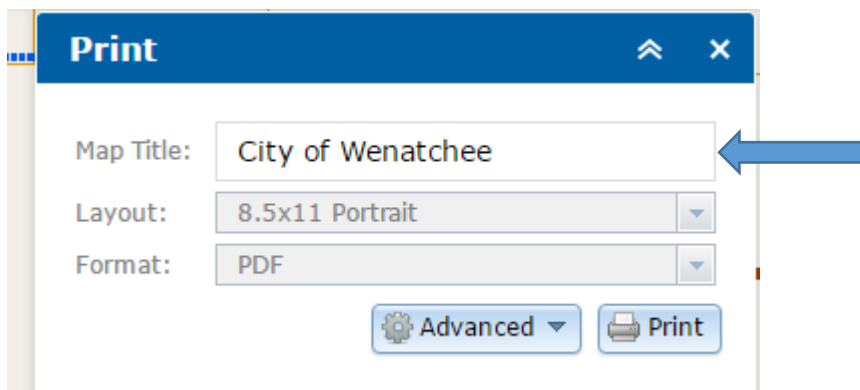 Print
Map Title: City of Wenatchee
Layout: 8.5x11 Portrait
Format: PDF
Advanced Print